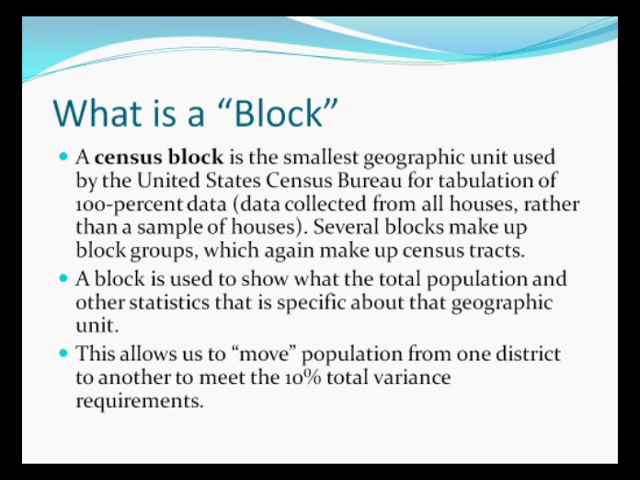 What is a “Block”
• A census block is the smallest geographic unit used
by the United States Census Bureau for tabulation of
100-percent data (data collected from all houses, rather
than a sample of houses). Several blocks make up
block groups, which again make up census tracts.
• A block is used to show what the total population and
other statistics that is specific about that geographic
unit.
• This allows us to “move” population from one district
to another to meet the 10% total variance
requirements.